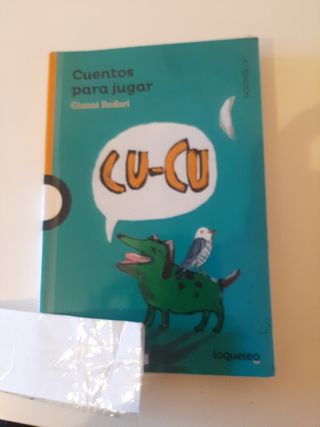 Cuentos
para jugar
Gianni Rodari
CU-CU
loqueleo